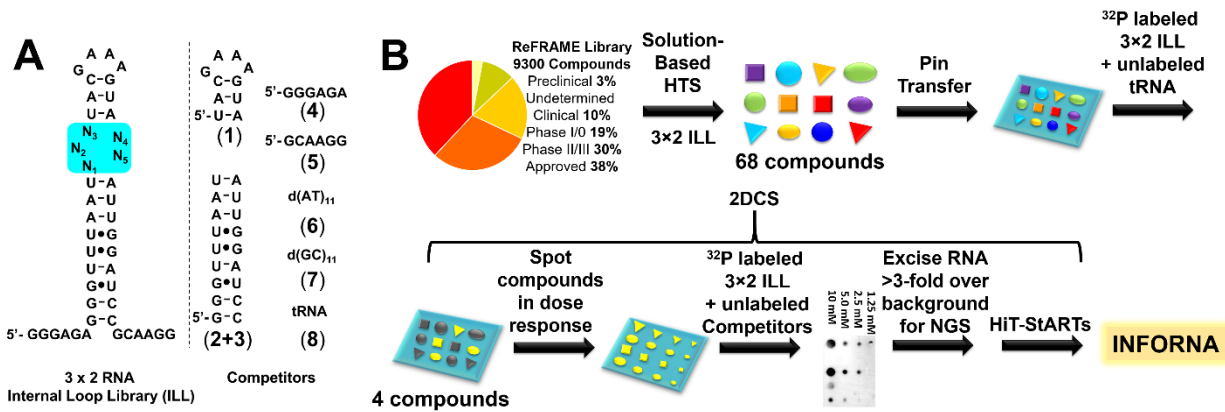 A
A A
A A
G A
C–G
A–U
U–A
N3
N4
N2
N5
N1
U–A
A–U
A–U
U•G
U•G
U–A
G•U
G–C
G–C
5'- GGGAGA GCAAGG
3 x 2 RNA
Internal Loop Library (ILL)
A A
A A
G A
C–G
A–U
5'-U–A
(1)
U–A
A–U
A–U
U•G
U•G
U–A
G•U
G–C
5'-G–C
(2+3)
5'-GGGAGA
(4)
5'-GCAAGG
(5)
d(AT)11
(6)
d(GC)11
(7)
tRNA
(8)
Competitors
B
ReFRAME Library
9300 Compounds
Preclinical 3%
Undetermined
Clinical 10%
Phase I/0 19%
Phase II/III 30%
Approved 38%
Solution-
Based
HTS
3×2 ILL
68 compounds
Pin
Transfer
32P labeled
3×2 ILL
+ unlabeled
tRNA
2DCS
4 compounds
Spot
compounds
in dose
response
32P labeled
3×2 ILL
+ unlabeled
Competitors
10 mM
5.0 mM
2.5 mM
1.25 mM
Excise RNA
>3-fold over
background
for NGS
HiT-StARTs
INFORNA